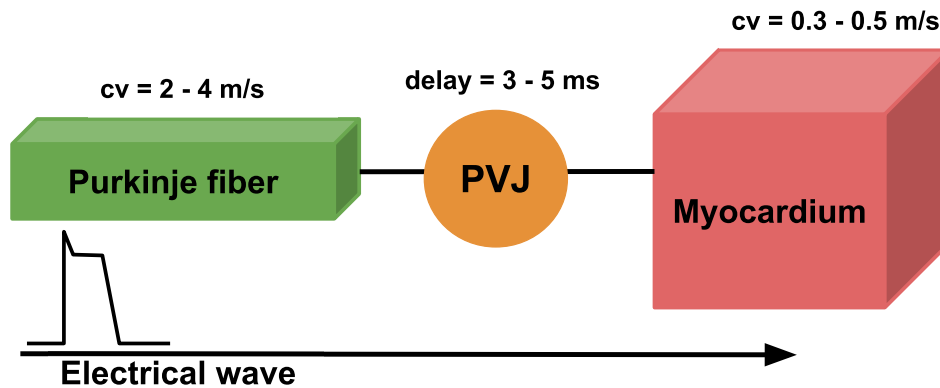 cv = 0.3 - 0.5 m/s
cv = 2 - 4 m/s
delay = 3 - 5 ms
Purkinje fiber
PVJ
Myocardium
Electrical wave